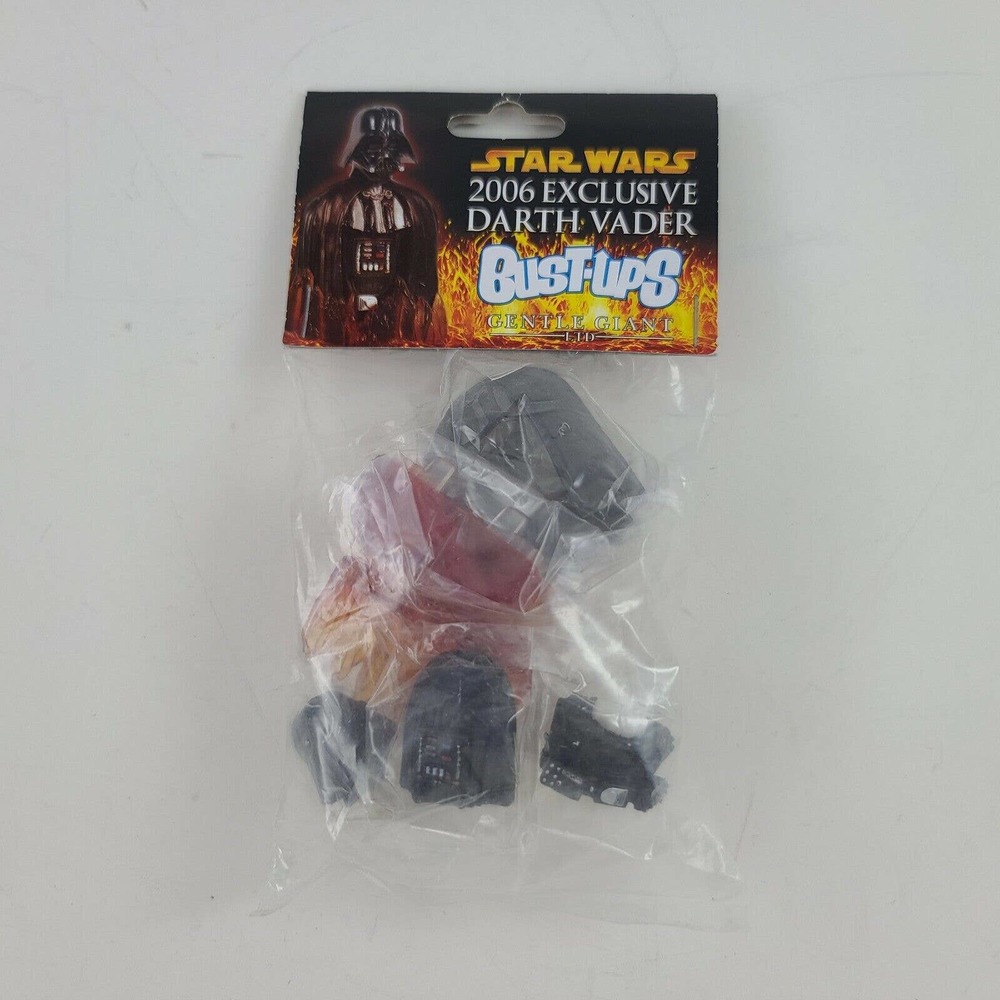 STAR WARS
2006 EXCLUSIVE
DARTH VADER
BUST-UPS
GENTLE GIANT
LTD